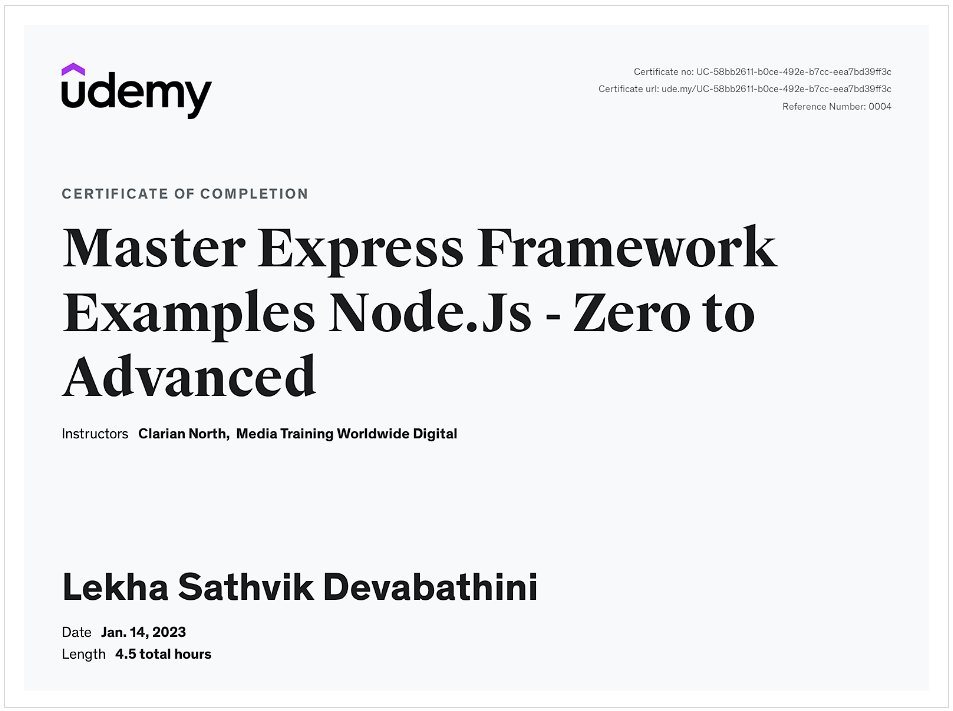 udemy
Certificate no: UC-58bb2611-b0ce-492e-b7cc-eea7bd39ff3c
Certificate url: ude.my/UC-58bb2611-b0ce-492e-b7cc-eea7bd39ff3c
Reference Number: 0004
CERTIFICATE OF COMPLETION
Master Express Framework
Examples Node.Js - Zero to
Advanced
Instructors Clarian North, Media Training Worldwide Digital
Lekha Sathvik Devabathini
Date Jan. 14, 2023
Length 4.5 total hours